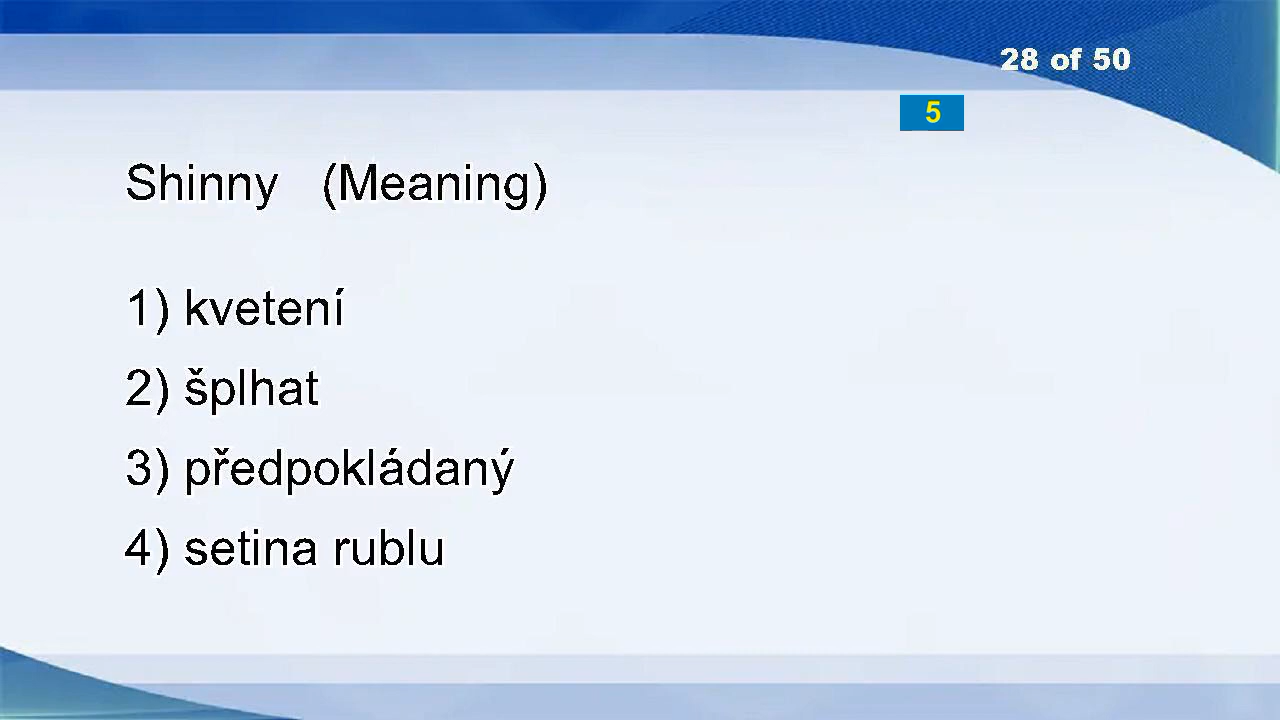 28 of 50
5
Shinny (Meaning)
1) kvetení
2) šplhat
3) předpokládaný
4) setina rublu